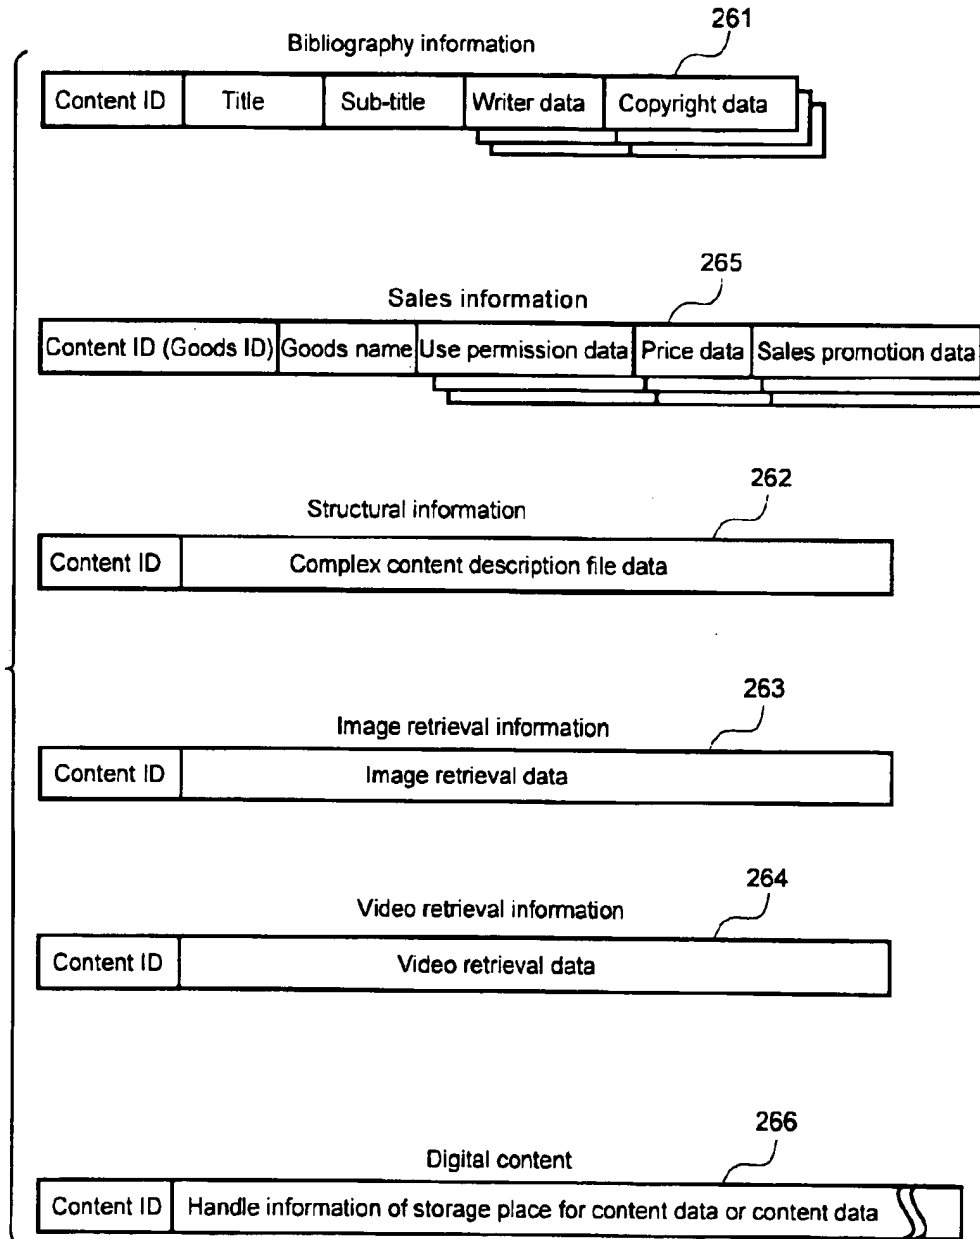 261
Bibliography information
Content ID Title Sub-title Writer data Copyright data
265
Sales information
Content ID (Goods ID) Goods name Use permission data Price data Sales promotion data
262
Structural information
Content ID Complex content description file data
263
Image retrieval information
Content ID Image retrieval data
264
Video retrieval information
Content ID Video retrieval data
266
Digital content
Content ID Handle information of storage place for content data or content data